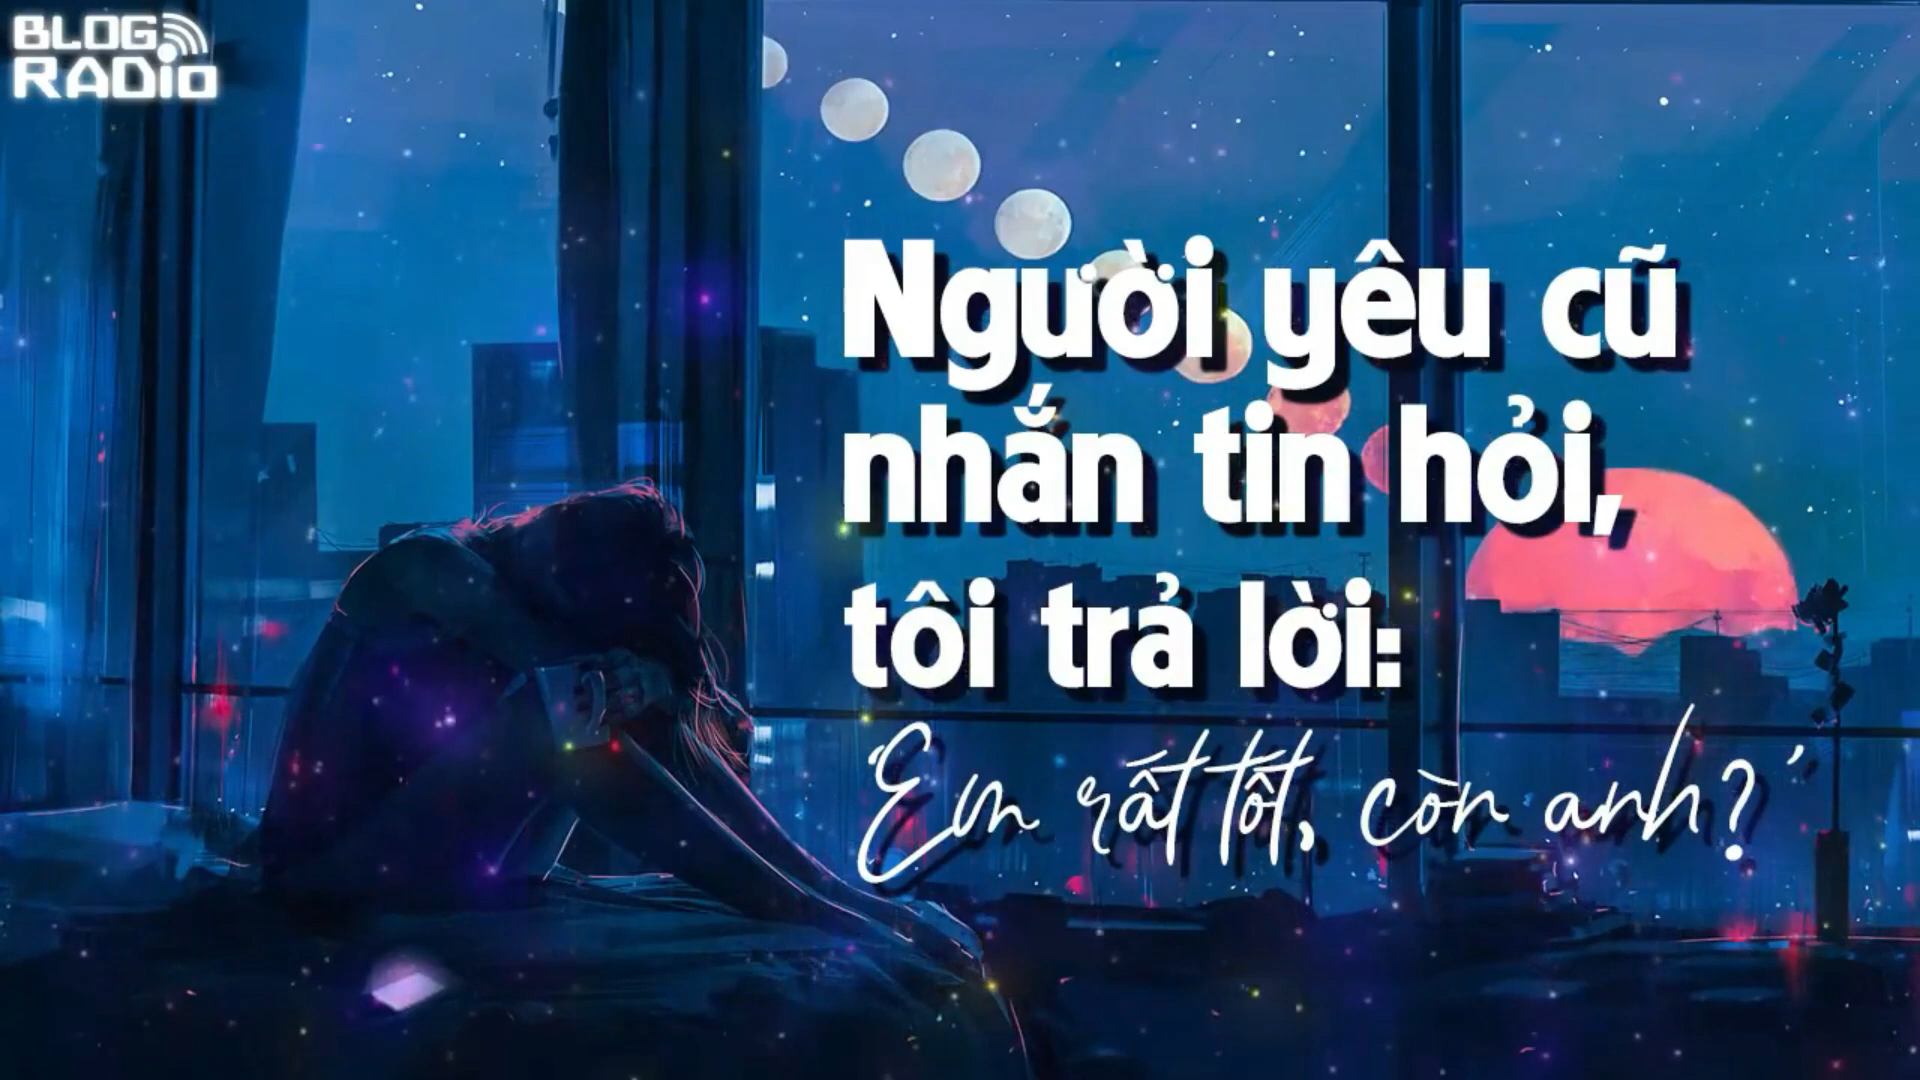 BLOG
RADIO
Người yêu cũ
nhắn tin hỏi,
tôi trả lời:
'Em rất tốt, còn anh?'